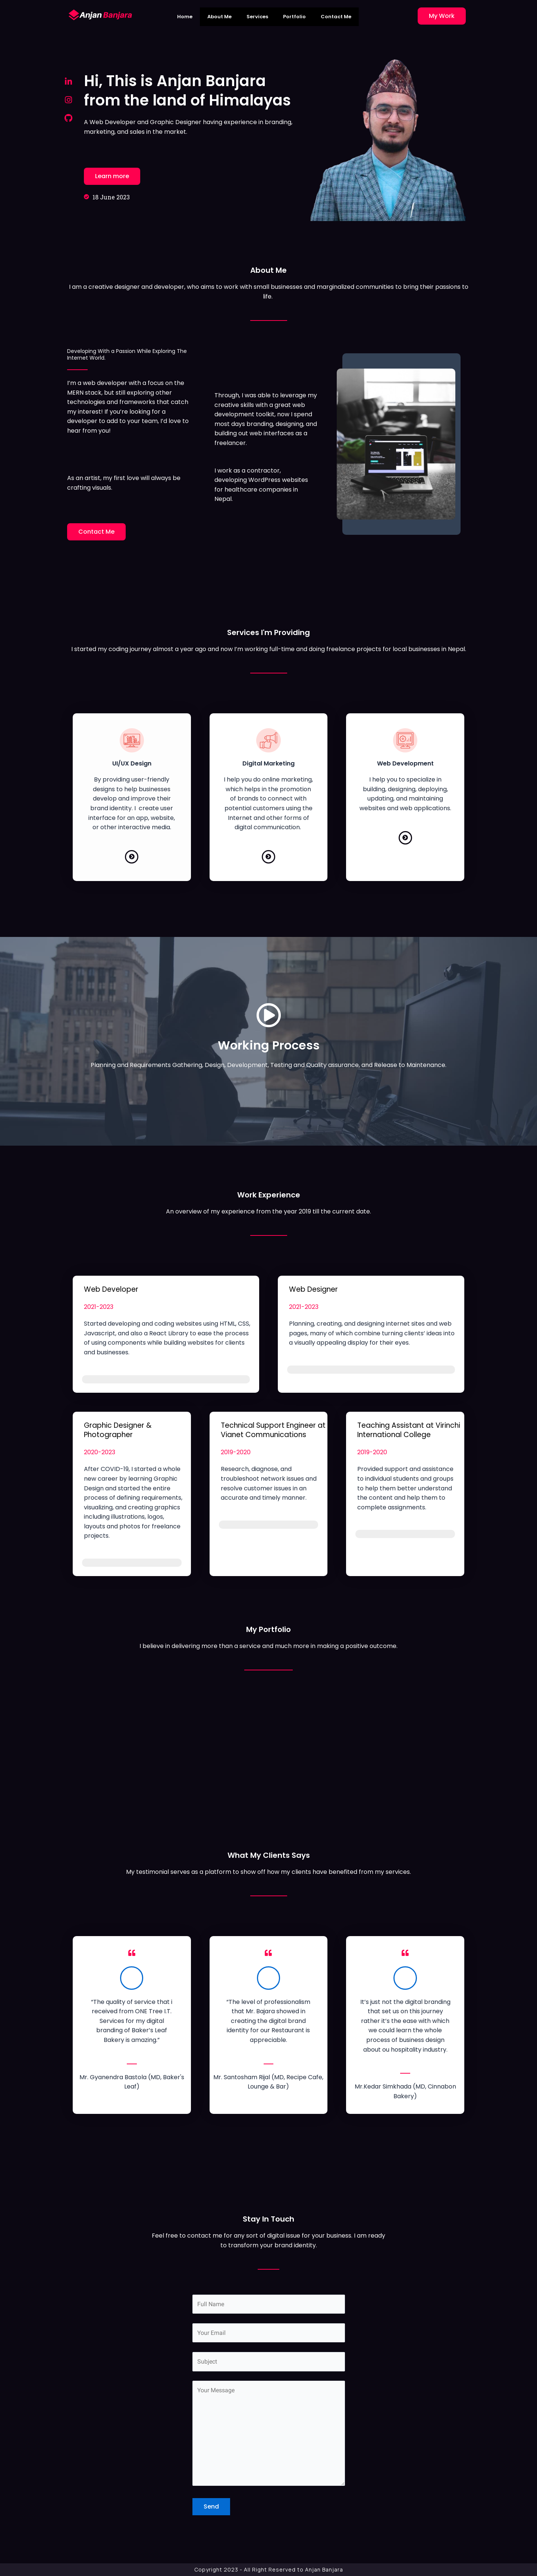 Anjan Banjara
Home
About Me
Services
Portfolio
Contact Me
My Work
Hi, This is Anjan Banjara
from the land of Himalayas
A Web Developer and Graphic Designer having experience in branding,
marketing, and sales in the market.
Learn more
18 June 2023
About Me
I am a creative designer and developer, who aims to work with small businesses and marginalized communities to bring their passions to
life.
Developing With a Passion While Exploring The
Internet World.
I'm a web developer with a focus on the
MERN stack, but still exploring other
technologies and frameworks that catch
my interest! If you're looking for a
developer to add to your team, I'd love to
hear from you!
As an artist, my first love will always be
crafting visuals.
Contact Me
Through, I was able to leverage my
creative skills with a great web
development toolkit, now I spend
most days branding, designing, and
building out web interfaces as a
freelancer.
I work as a contractor,
developing WordPress websites
for healthcare companies in
Nepal.
Services I'm Providing
I started my coding journey almost a year ago and now I'm working full-time and doing freelance projects for local businesses in Nepal.
UI/UX Design
By providing user-friendly
designs to help businesses
develop and improve their
brand identity. I create user
interface for an app, website,
or other interactive media.
Digital Marketing
I help you do online marketing,
which helps in the promotion
of brands to connect with
potential customers using the
Internet and other forms of
digital communication.
Web Development
I help you to specialize in
building, designing, deploying,
updating, and maintaining
websites and web applications.
Working Process
Planning and Requirements Gathering, Design, Development, Testing and Quality assurance, and Release to Maintenance.
Work Experience
An overview of my experience from the year 2019 till the current date.
Web Developer
2021-2023
Started developing and coding websites using HTML, CSS,
Javascript, and also a React Library to ease the process
of using components while building websites for clients
and businesses.
Web Designer
2021-2023
Planning, creating, and designing internet sites and web
pages, many of which combine turning clients' ideas into
a visually appealing display for their eyes.
Graphic Designer &
Photographer
2020-2023
After COVID-19, I started a whole
new career by learning Graphic
Design and started the entire
process of defining requirements,
visualizing, and creating graphics
including illustrations, logos,
layouts and photos for freelance
projects.
Technical Support Engineer at
Vianet Communications
2019-2020
Research, diagnose, and
troubleshoot network issues and
resolve customer issues in an
accurate and timely manner.
Teaching Assistant at Virinchi
International College
2019-2020
Provided support and assistance
to individual students and groups
to help them better understand
the content and help them to
complete assignments.
My Portfolio
I believe in delivering more than a service and much more in making a positive outcome.
What My Clients Says
My testimonial serves as a platform to show off how my clients have benefited from my services.
"The quality of service that i
received from ONE Tree I.T.
Services for my digital
branding of Baker's Leaf
Bakery is amazing."
Mr. Gyanendra Bastola (MD, Baker's
Leaf)
"The level of professionalism
that Mr. Bajara showed in
creating the digital brand
identity for our Restaurant is
appreciable.
Mr. Santosham Rijal (MD, Recipe Cafe,
Lounge & Bar)
It's just not the digital branding
that set us on this journey
rather it's the ease with which
we could learn the whole
process of business design
about ou hospitality industry.
Mr.Kedar Simkhada (MD, Cinnabon
Bakery)
Stay In Touch
Feel free to contact me for any sort of digital issue for your business. I am ready
to transform your brand identity.
Full Name
Your Email
Subject
Your Message
Send
Copyright 2023 - All Right Reserved to Anjan Banjara